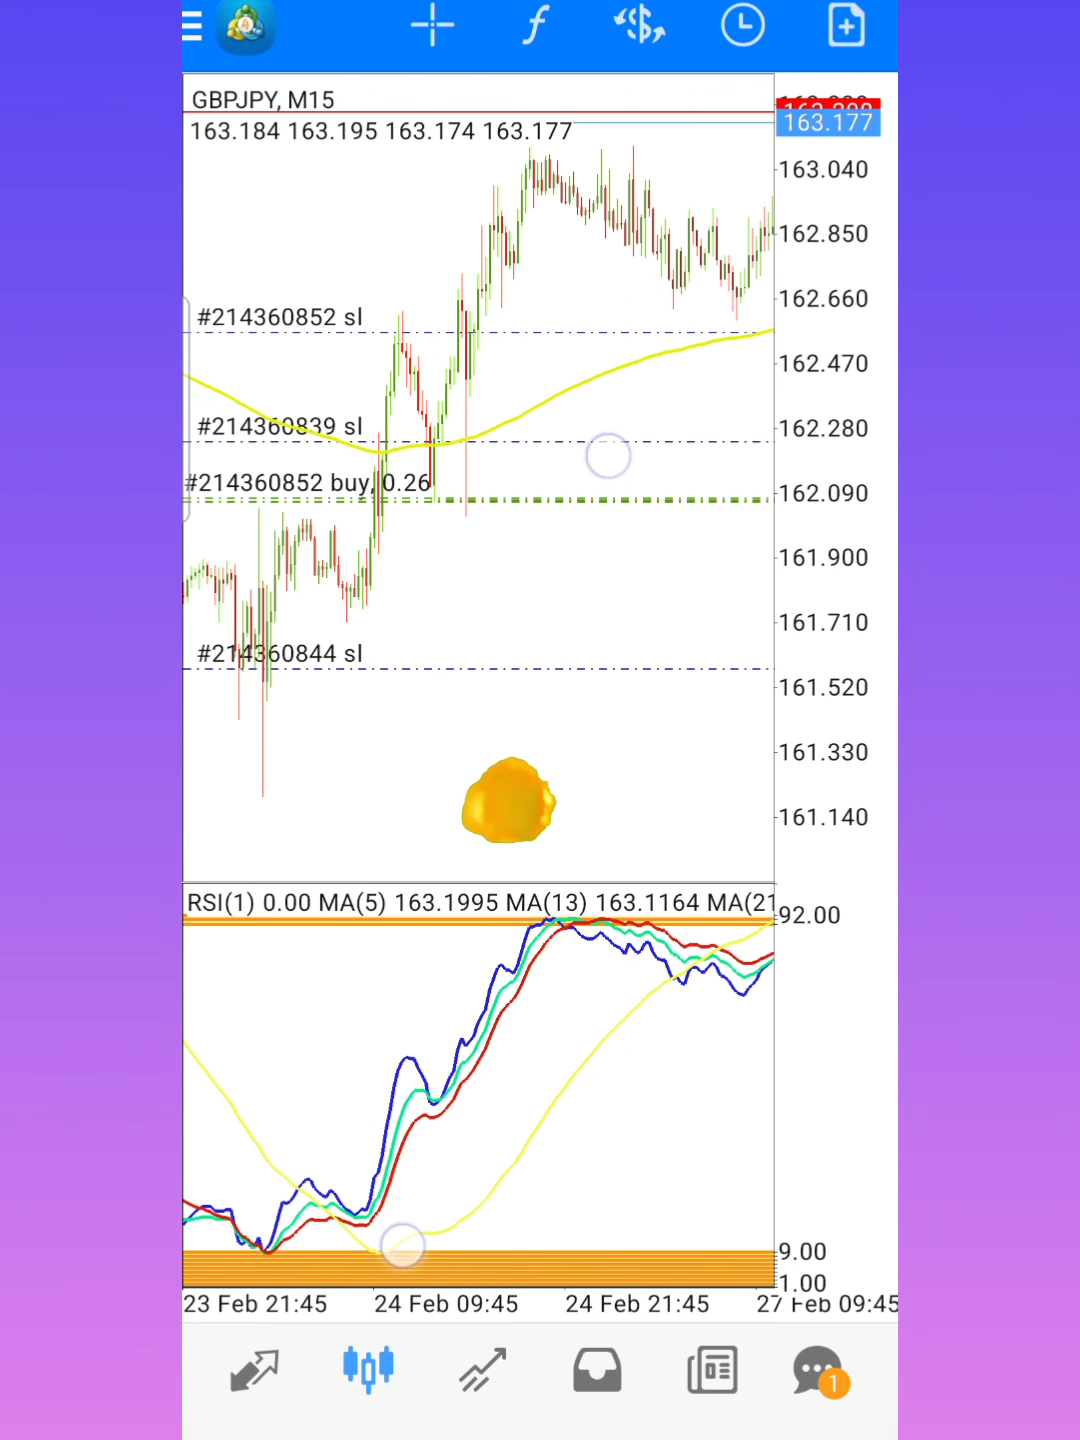 GBPJPY, M15
163.184 163.195 163.174 163.177
163.177
163.040
162.850
162.660
#214360852 sl
162.470
#214360839 sl
162.280
#214360852 buy, 0.26
162.090
161.900
161.710
#214360844 sl
161.520
161.330
161.140
RSI(1) 0.00 MA(5) 163.1995 MA(13) 163.1164 MA(21
92.00
9.00
1.00
23 Feb 21:45 24 Feb 09:45 24 Feb 21:45 27 Feb 09:45
1